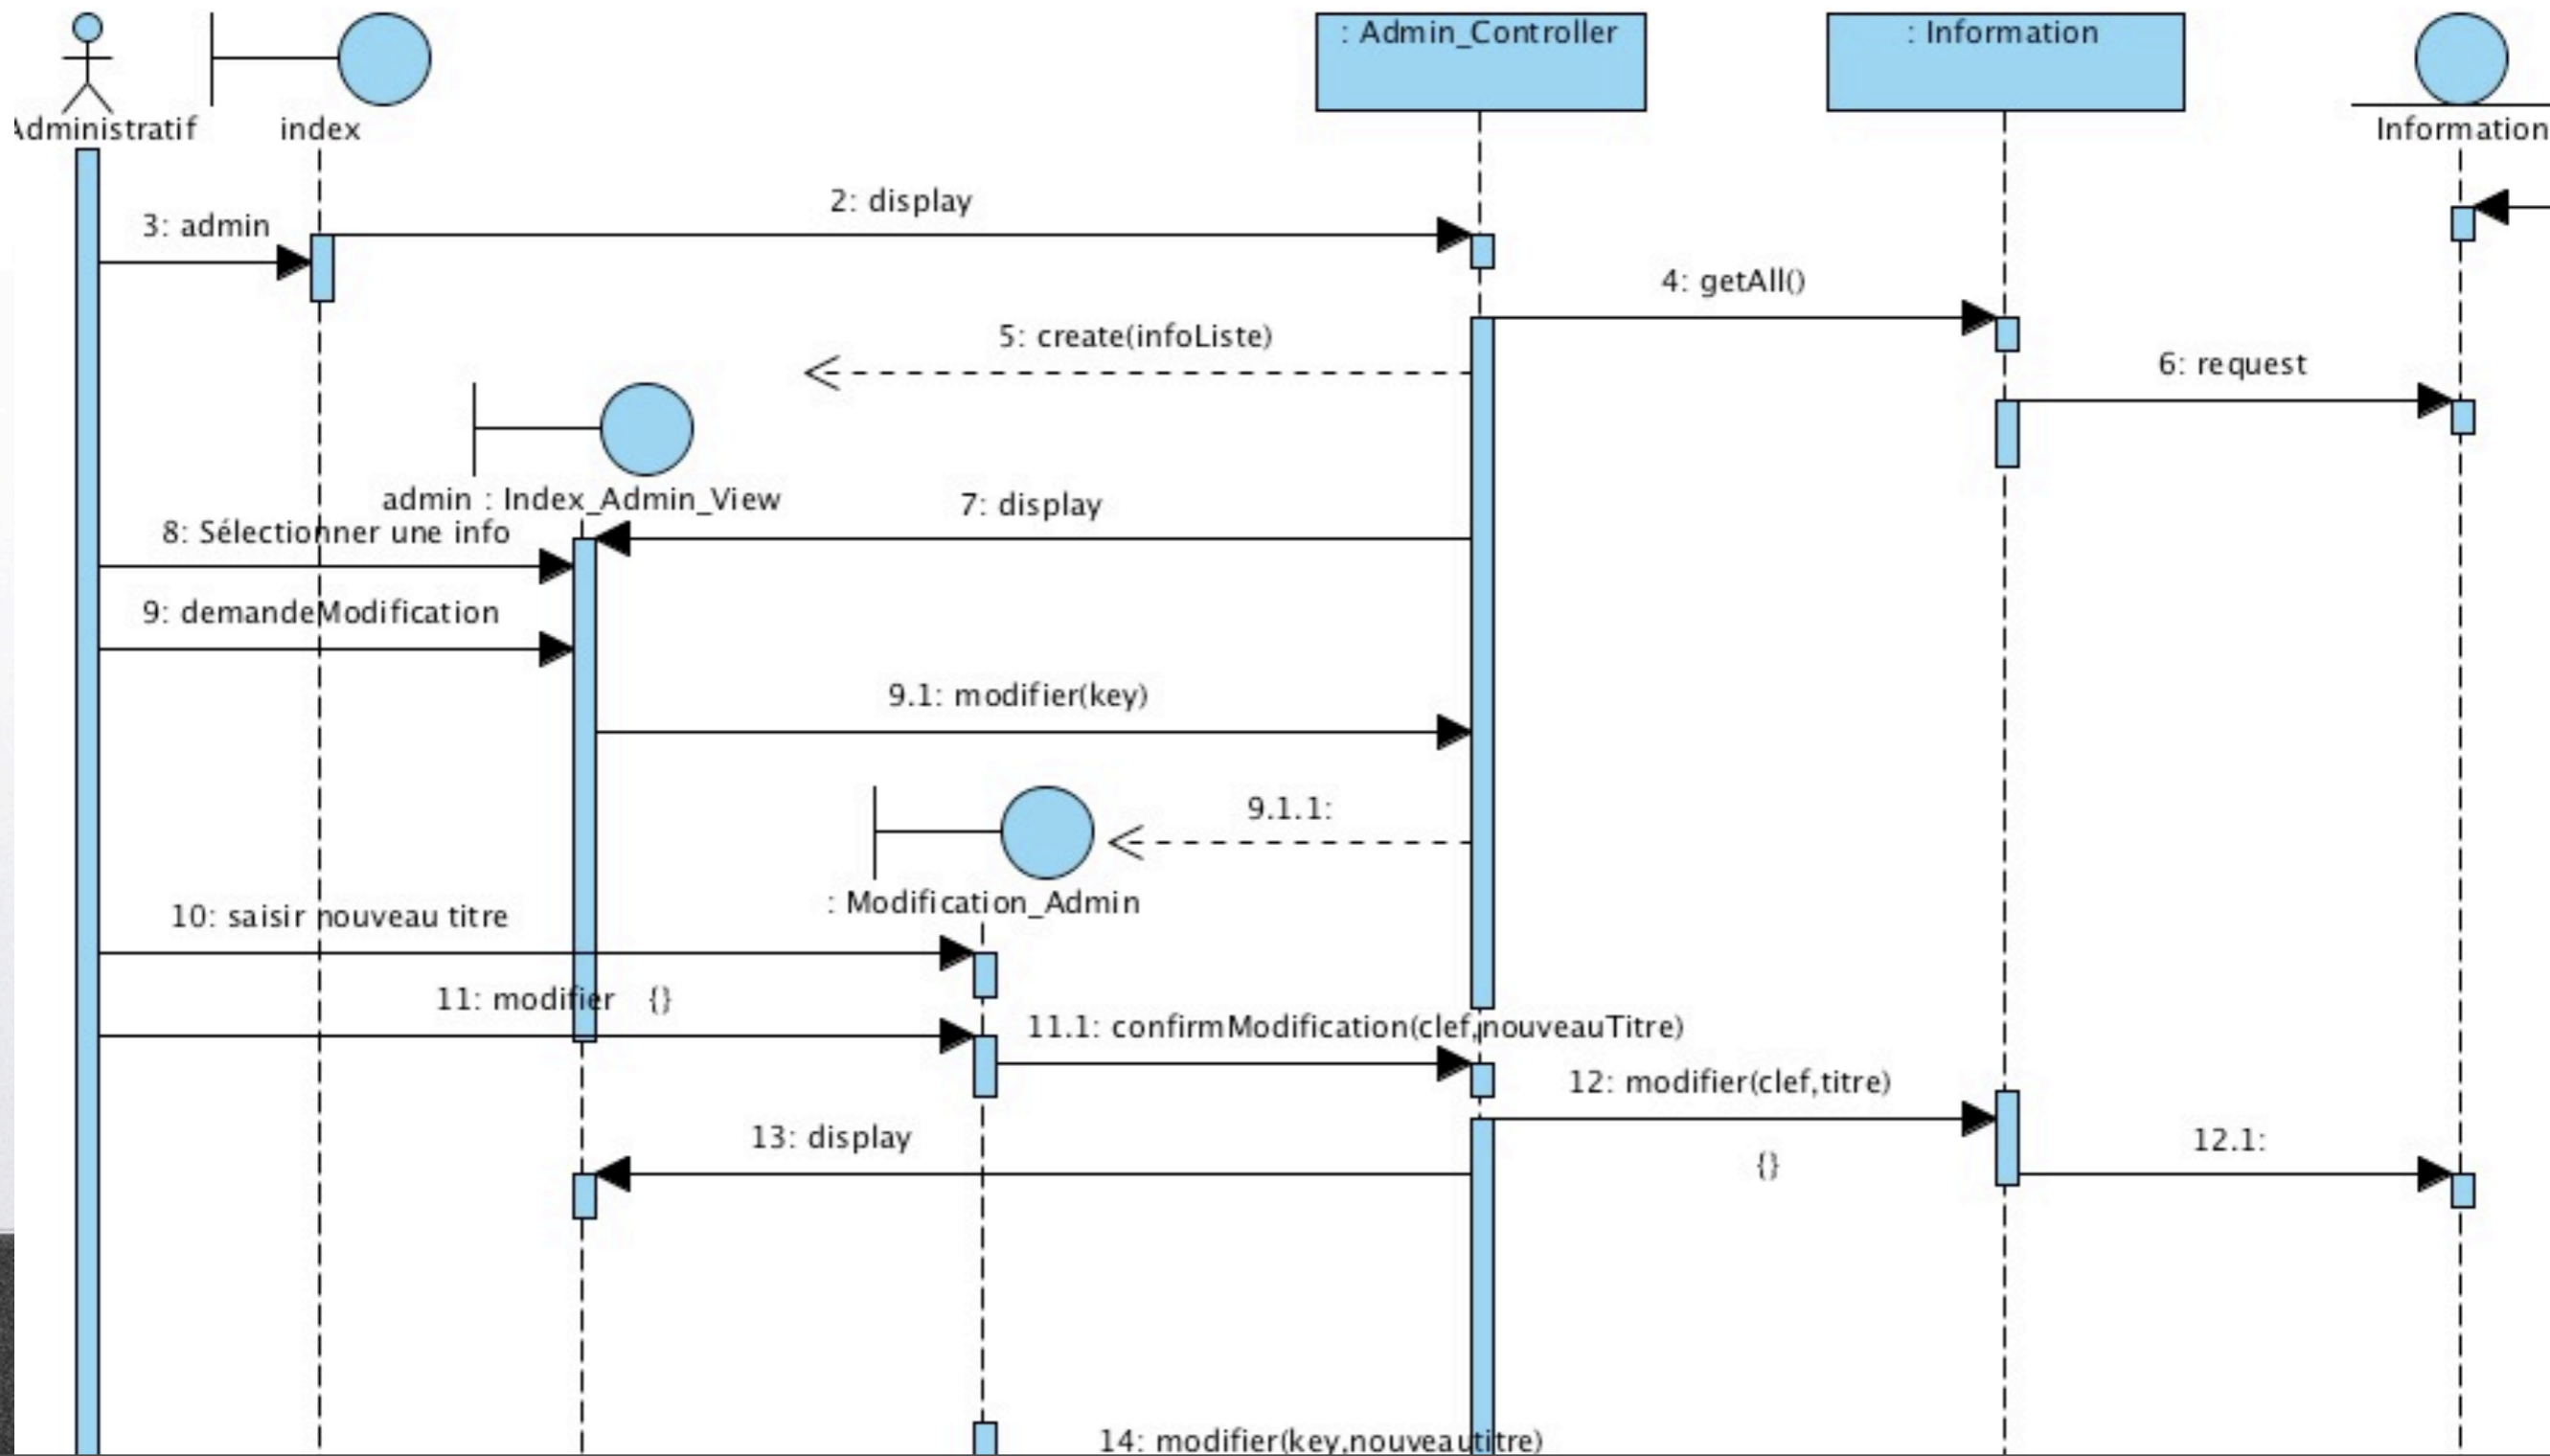 : Admin_Controller
: Information
Administratif
index
Information
2: display
3: admin
4: getAll()
5: create(infoListe)
6: request
admin : Index_Admin_View
7: display
8: Sélectionner une info
9: demandeModification
9.1: modifier(key)
9.1.1:
: Modification_Admin
10: saisir nouveau titre
11: modifier {}
11.1: confirmModification(clef,nouveauTitre)
12: modifier(clef,titre)
13: display
12.1:
{}
14: modifier(key,nouveautitre)